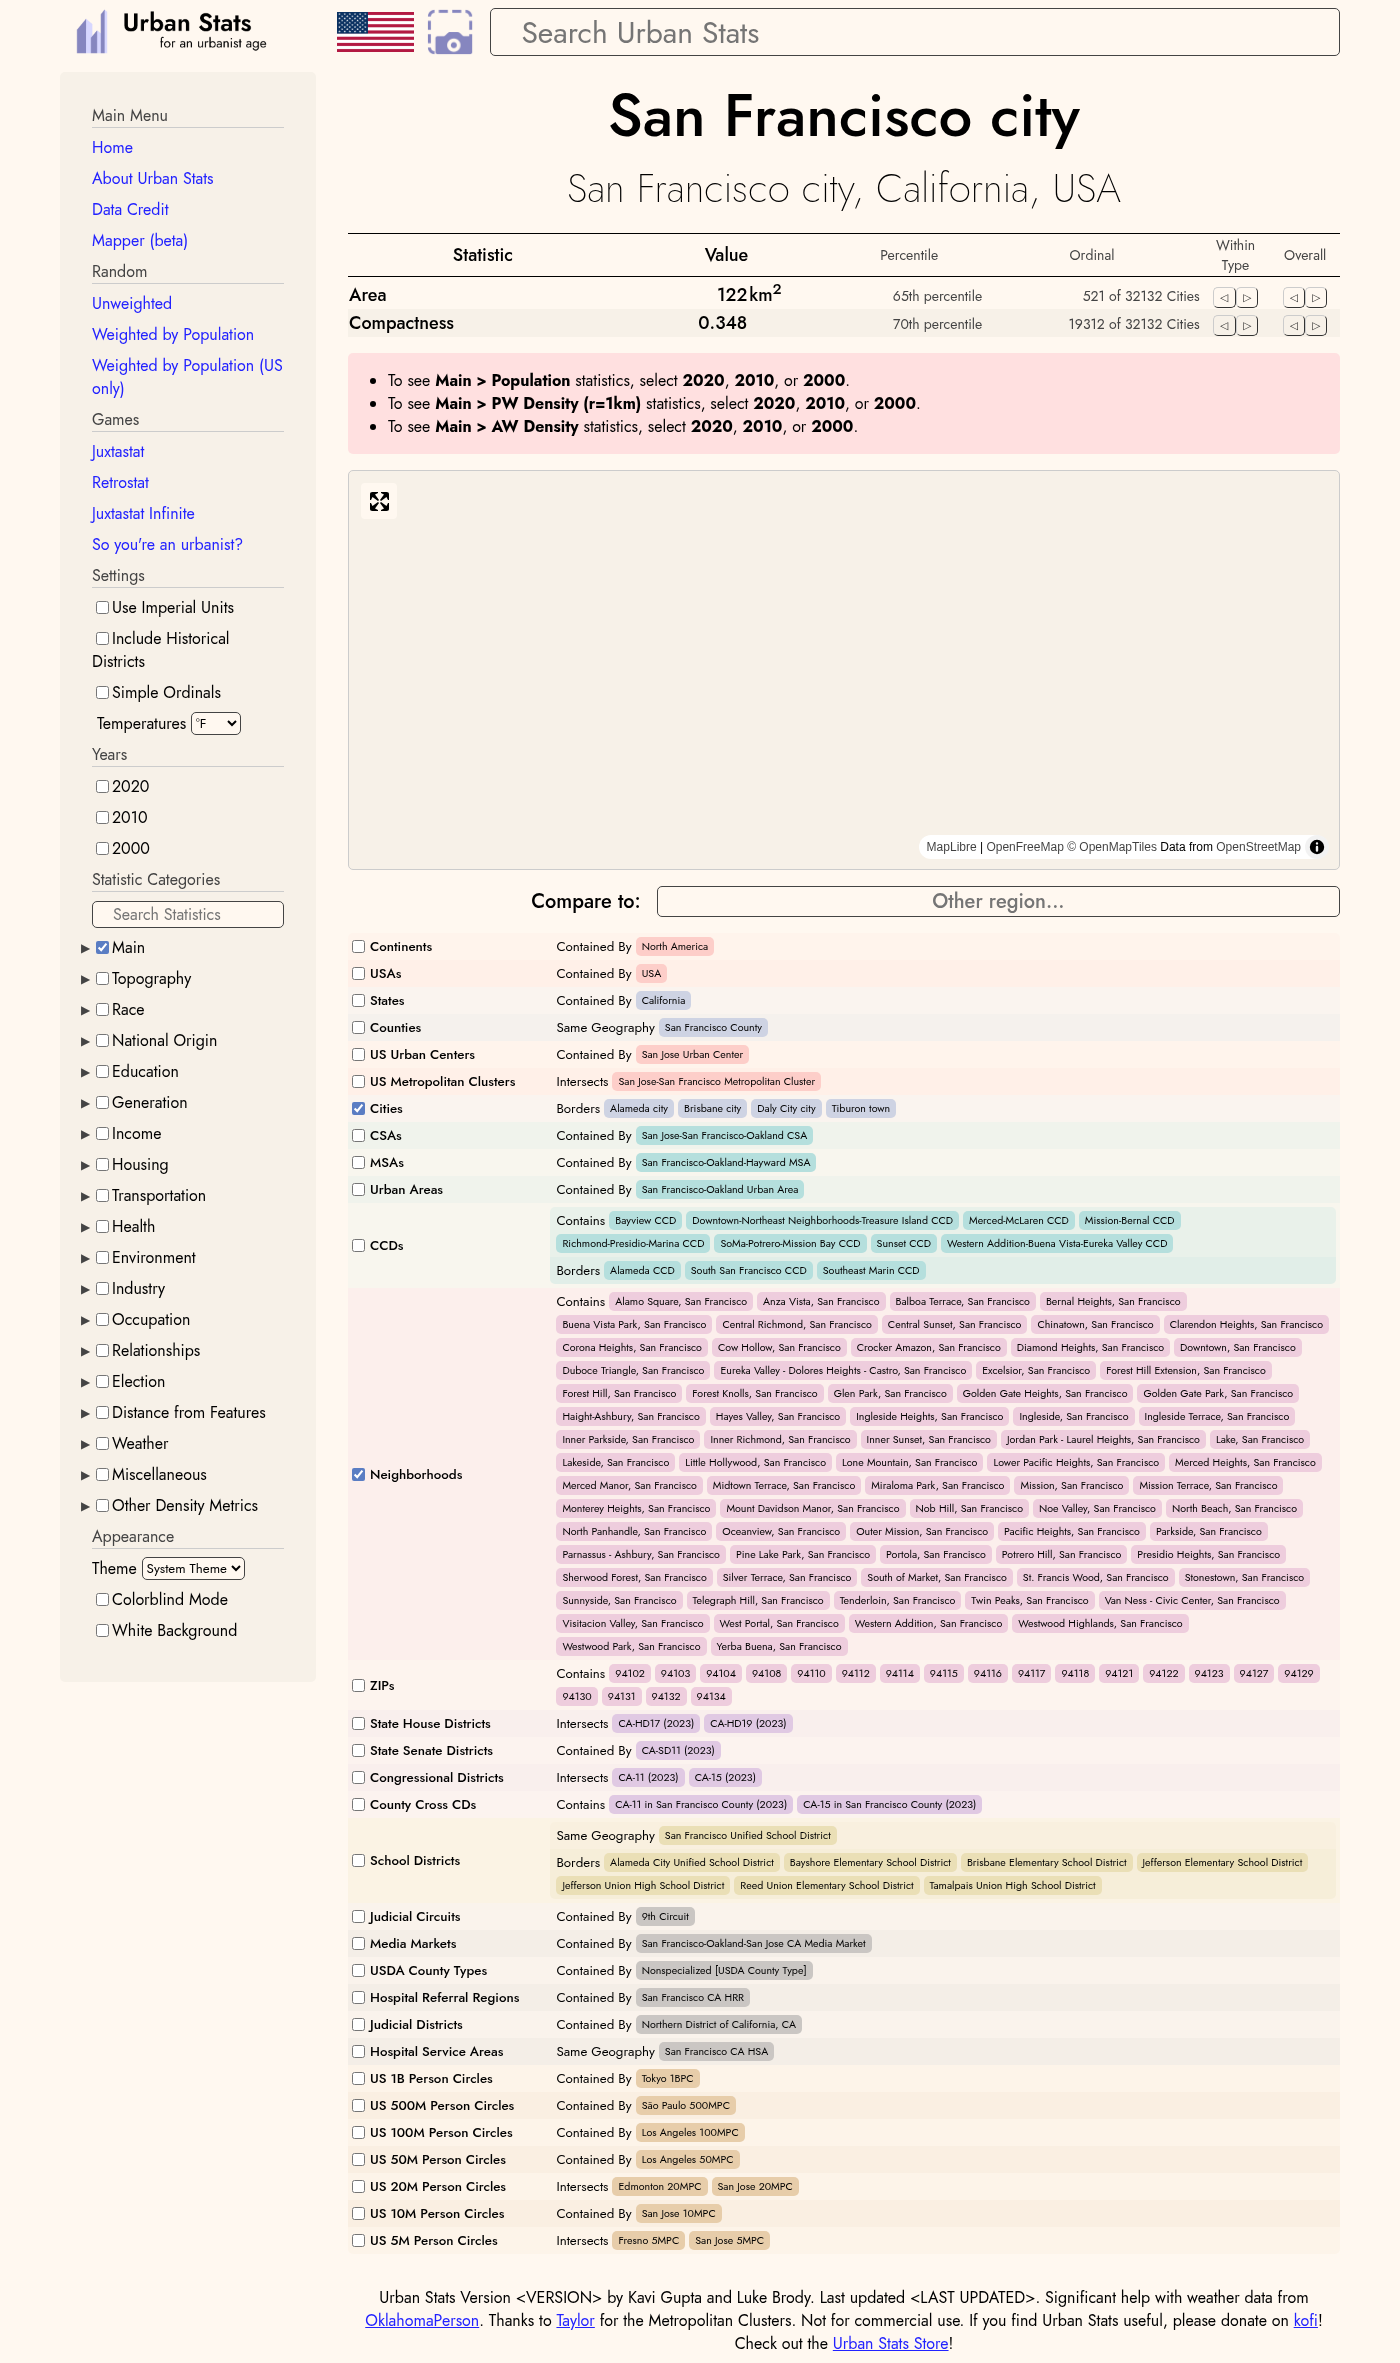 Urban Stats
for an urbanist age
Search Urban Stats
Main Menu
Home
About Urban Stats
Data Credit
Mapper (beta)
Random
Unweighted
Weighted by Population
Weighted by Population (US
only)
Games
Juxtastat
Retrostat
Juxtastat Infinite
So you're an urbanist?
Settings
Use Imperial Units
Include Historical
Districts
Simple Ordinals
Temperatures °F
Years
2020
2010
2000
Statistic Categories
Search Statistics
Main
Topography
Race
National Origin
Education
Generation
Income
Housing
Transportation
Health
Environment
Industry
Occupation
Relationships
Election
Distance from Features
Weather
Miscellaneous
Other Density Metrics
Appearance
Theme System Theme
Colorblind Mode
White Background
San Francisco city
San Francisco city, California, USA
Statistic Value Percentile Ordinal Within Type Overall
Area 122 km² 65th percentile 521 of 32132 Cities
Compactness 0.348 70th percentile 19312 of 32132 Cities
• To see Main > Population statistics, select 2020, 2010, or 2000.
• To see Main > PW Density (r=1km) statistics, select 2020, 2010, or 2000.
• To see Main > AW Density statistics, select 2020, 2010, or 2000.
MapLibre | OpenFreeMap © OpenMapTiles Data from OpenStreetMap
Compare to: Other region...
Continents Contained By North America
USAs Contained By USA
States Contained By California
Counties Same Geography San Francisco County
US Urban Centers Contained By San Jose Urban Center
US Metropolitan Clusters Intersects San Jose-San Francisco Metropolitan Cluster
Cities Borders Alameda city Brisbane city Daly City city Tiburon town
CSAs Contained By San Jose-San Francisco-Oakland CSA
MSAs Contained By San Francisco-Oakland-Hayward MSA
Urban Areas Contained By San Francisco-Oakland Urban Area
CCDs
Contains Bayview CCD Downtown-Northeast Neighborhoods-Treasure Island CCD Merced-McLaren CCD Mission-Bernal CCD
Richmond-Presidio-Marina CCD SoMa-Potrero-Mission Bay CCD Sunset CCD Western Addition-Buena Vista-Eureka Valley CCD
Borders Alameda CCD South San Francisco CCD Southeast Marin CCD
Neighborhoods
Contains Alamo Square, San Francisco Anza Vista, San Francisco Balboa Terrace, San Francisco Bernal Heights, San Francisco
Buena Vista Park, San Francisco Central Richmond, San Francisco Central Sunset, San Francisco Chinatown, San Francisco Clarendon Heights, San Francisco
Corona Heights, San Francisco Cow Hollow, San Francisco Crocker Amazon, San Francisco Diamond Heights, San Francisco Downtown, San Francisco
Duboce Triangle, San Francisco Eureka Valley - Dolores Heights - Castro, San Francisco Excelsior, San Francisco Forest Hill Extension, San Francisco
Forest Hill, San Francisco Forest Knolls, San Francisco Glen Park, San Francisco Golden Gate Heights, San Francisco Golden Gate Park, San Francisco
Haight-Ashbury, San Francisco Hayes Valley, San Francisco Ingleside Heights, San Francisco Ingleside, San Francisco Ingleside Terrace, San Francisco
Inner Parkside, San Francisco Inner Richmond, San Francisco Inner Sunset, San Francisco Jordan Park - Laurel Heights, San Francisco Lake, San Francisco
Lakeside, San Francisco Little Hollywood, San Francisco Lone Mountain, San Francisco Lower Pacific Heights, San Francisco Merced Heights, San Francisco
Merced Manor, San Francisco Midtown Terrace, San Francisco Miraloma Park, San Francisco Mission, San Francisco Mission Terrace, San Francisco
Monterey Heights, San Francisco Mount Davidson Manor, San Francisco Nob Hill, San Francisco Noe Valley, San Francisco North Beach, San Francisco
North Panhandle, San Francisco Oceanview, San Francisco Outer Mission, San Francisco Pacific Heights, San Francisco Parkside, San Francisco
Parnassus - Ashbury, San Francisco Pine Lake Park, San Francisco Portola, San Francisco Potrero Hill, San Francisco Presidio Heights, San Francisco
Sherwood Forest, San Francisco Silver Terrace, San Francisco South of Market, San Francisco St. Francis Wood, San Francisco Stonestown, San Francisco
Sunnyside, San Francisco Telegraph Hill, San Francisco Tenderloin, San Francisco Twin Peaks, San Francisco Van Ness - Civic Center, San Francisco
Visitacion Valley, San Francisco West Portal, San Francisco Western Addition, San Francisco Westwood Highlands, San Francisco
Westwood Park, San Francisco Yerba Buena, San Francisco
ZIPs
Contains 94102 94103 94104 94108 94110 94112 94114 94115 94116 94117 94118 94121 94122 94123 94127 94129
94130 94131 94132 94134
State House Districts Intersects CA-HD17 (2023) CA-HD19 (2023)
State Senate Districts Contained By CA-SD11 (2023)
Congressional Districts Intersects CA-11 (2023) CA-15 (2023)
County Cross CDs Contains CA-11 in San Francisco County (2023) CA-15 in San Francisco County (2023)
School Districts
Same Geography San Francisco Unified School District
Borders Alameda City Unified School District Bayshore Elementary School District Brisbane Elementary School District Jefferson Elementary School District
Jefferson Union High School District Reed Union Elementary School District Tamalpais Union High School District
Judicial Circuits Contained By 9th Circuit
Media Markets Contained By San Francisco-Oakland-San Jose CA Media Market
USDA County Types Contained By Nonspecialized [USDA County Type]
Hospital Referral Regions Contained By San Francisco CA HRR
Judicial Districts Contained By Northern District of California, CA
Hospital Service Areas Same Geography San Francisco CA HSA
US 1B Person Circles Contained By Tokyo 1BPC
US 500M Person Circles Contained By São Paulo 500MPC
US 100M Person Circles Contained By Los Angeles 100MPC
US 50M Person Circles Contained By Los Angeles 50MPC
US 20M Person Circles Intersects Edmonton 20MPC San Jose 20MPC
US 10M Person Circles Contained By San Jose 10MPC
US 5M Person Circles Intersects Fresno 5MPC San Jose 5MPC
Urban Stats Version <VERSION> by Kavi Gupta and Luke Brody. Last updated <LAST UPDATED>. Significant help with weather data from
OklahomaPerson. Thanks to Taylor for the Metropolitan Clusters. Not for commercial use. If you find Urban Stats useful, please donate on kofi!
Check out the Urban Stats Store!